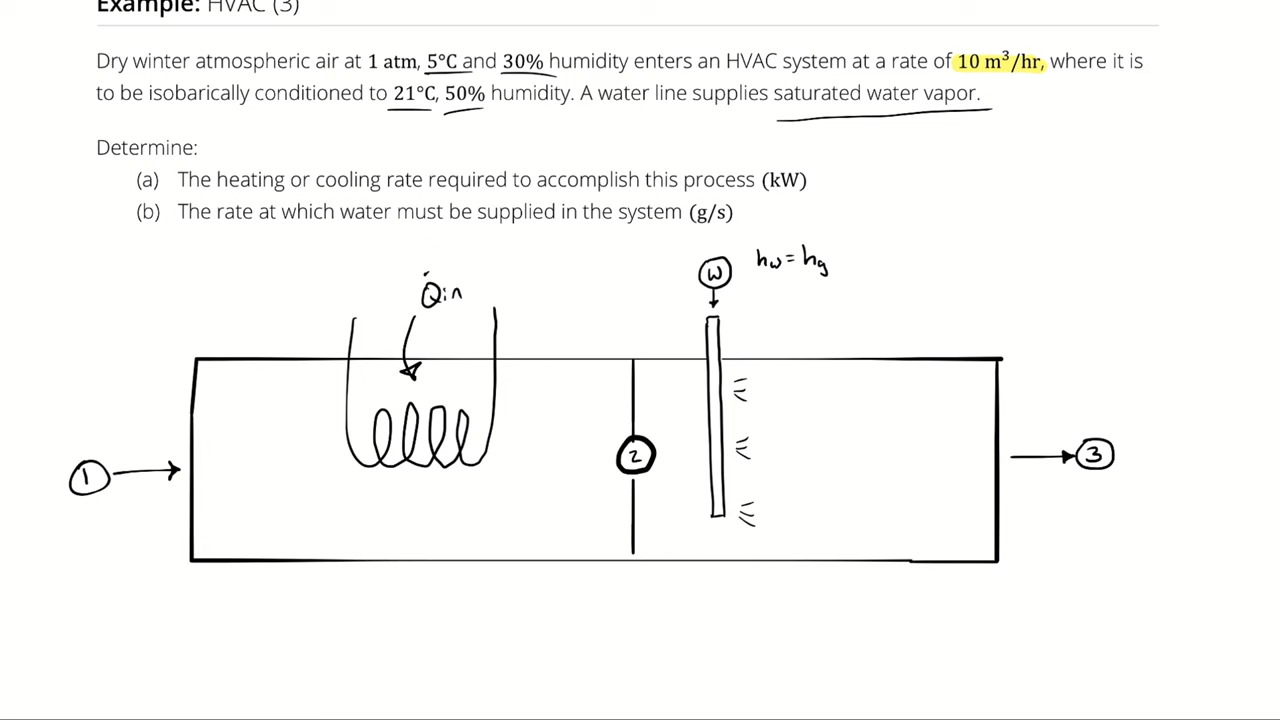 Example: HVAC (3)
Dry winter atmospheric air at 1 atm, 5°C and 30% humidity enters an HVAC system at a rate of 10 m³/hr, where it is
to be isobarically conditioned to 21°C, 50% humidity. A water line supplies saturated water vapor.
Determine:
(a) The heating or cooling rate required to accomplish this process (kW)
(b) The rate at which water must be supplied in the system (g/s)
Q̇in
W
hw = hg
1
2
3